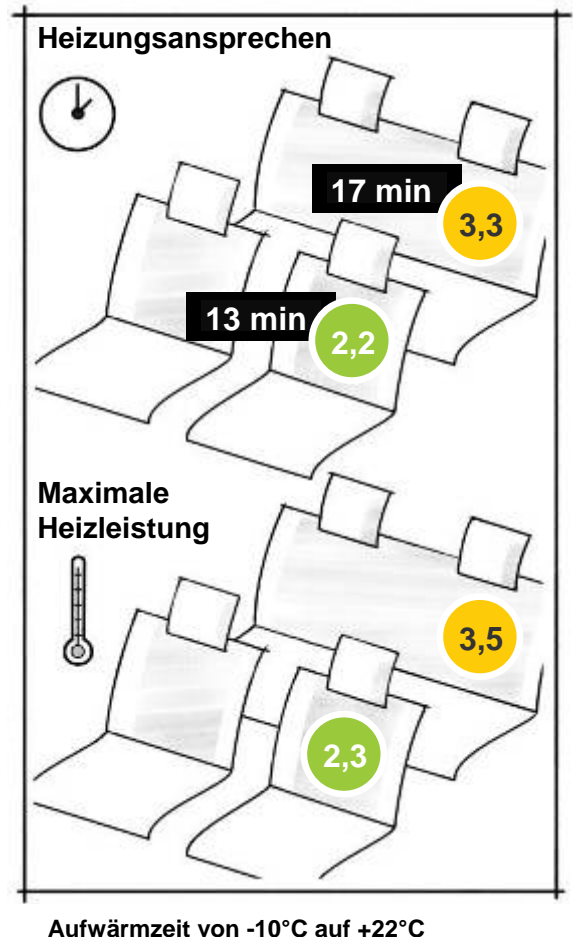 Heizungsansprechen
17 min
3,3
13 min
2,2
Maximale
Heizleistung
3,5
2,3
Aufwärmzeit von -10°C auf +22°C